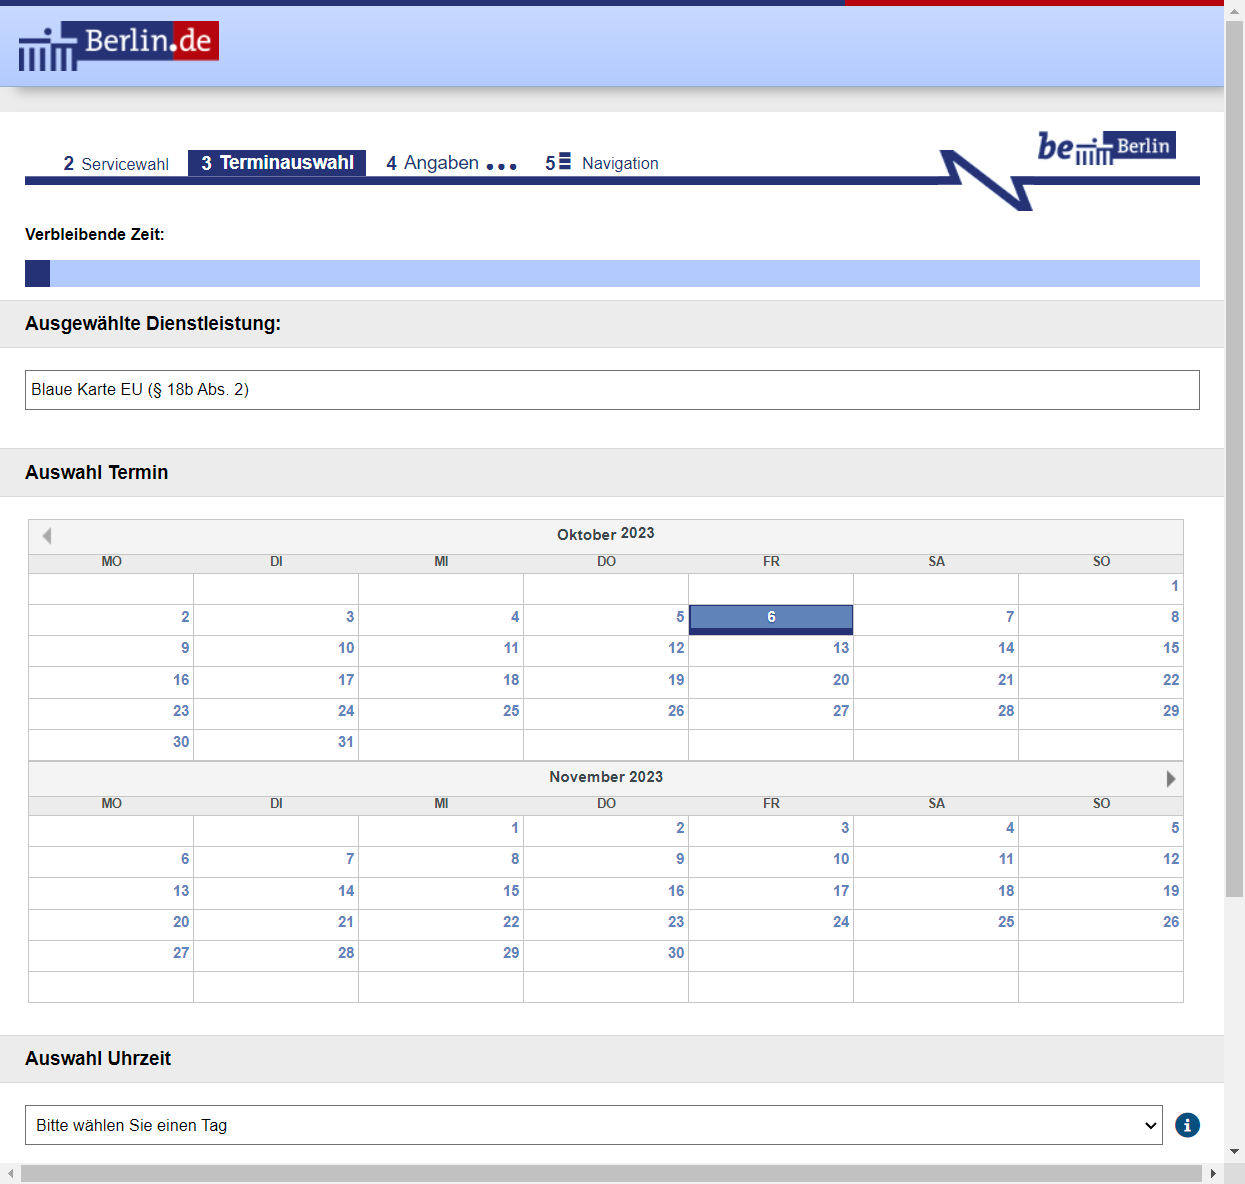 Berlin.de
be Berlin
2 Servicewahl 3 Terminauswahl 4 Angaben ... 5 Navigation
Verbleibende Zeit:
Ausgewählte Dienstleistung:
Blaue Karte EU (§ 18b Abs. 2)
Auswahl Termin
Oktober 2023
MO DI MI DO FR SA SO
1
2 3 4 5 6 7 8
9 10 11 12 13 14 15
16 17 18 19 20 21 22
23 24 25 26 27 28 29
30 31
November 2023
MO DI MI DO FR SA SO
1 2 3 4 5
6 7 8 9 10 11 12
13 14 15 16 17 18 19
20 21 22 23 24 25 26
27 28 29 30
Auswahl Uhrzeit
Bitte wählen Sie einen Tag